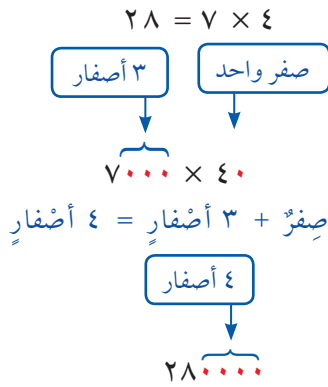 ٢٨ = ٧ × ٤
٣ أصفار
صفر واحد
٧٠٠٠ × ٤٠
صِفرٌ + ٣ أصْفارٍ = ٤ أصْفارٍ
٤ أصفار
٢٨٠٠٠٠